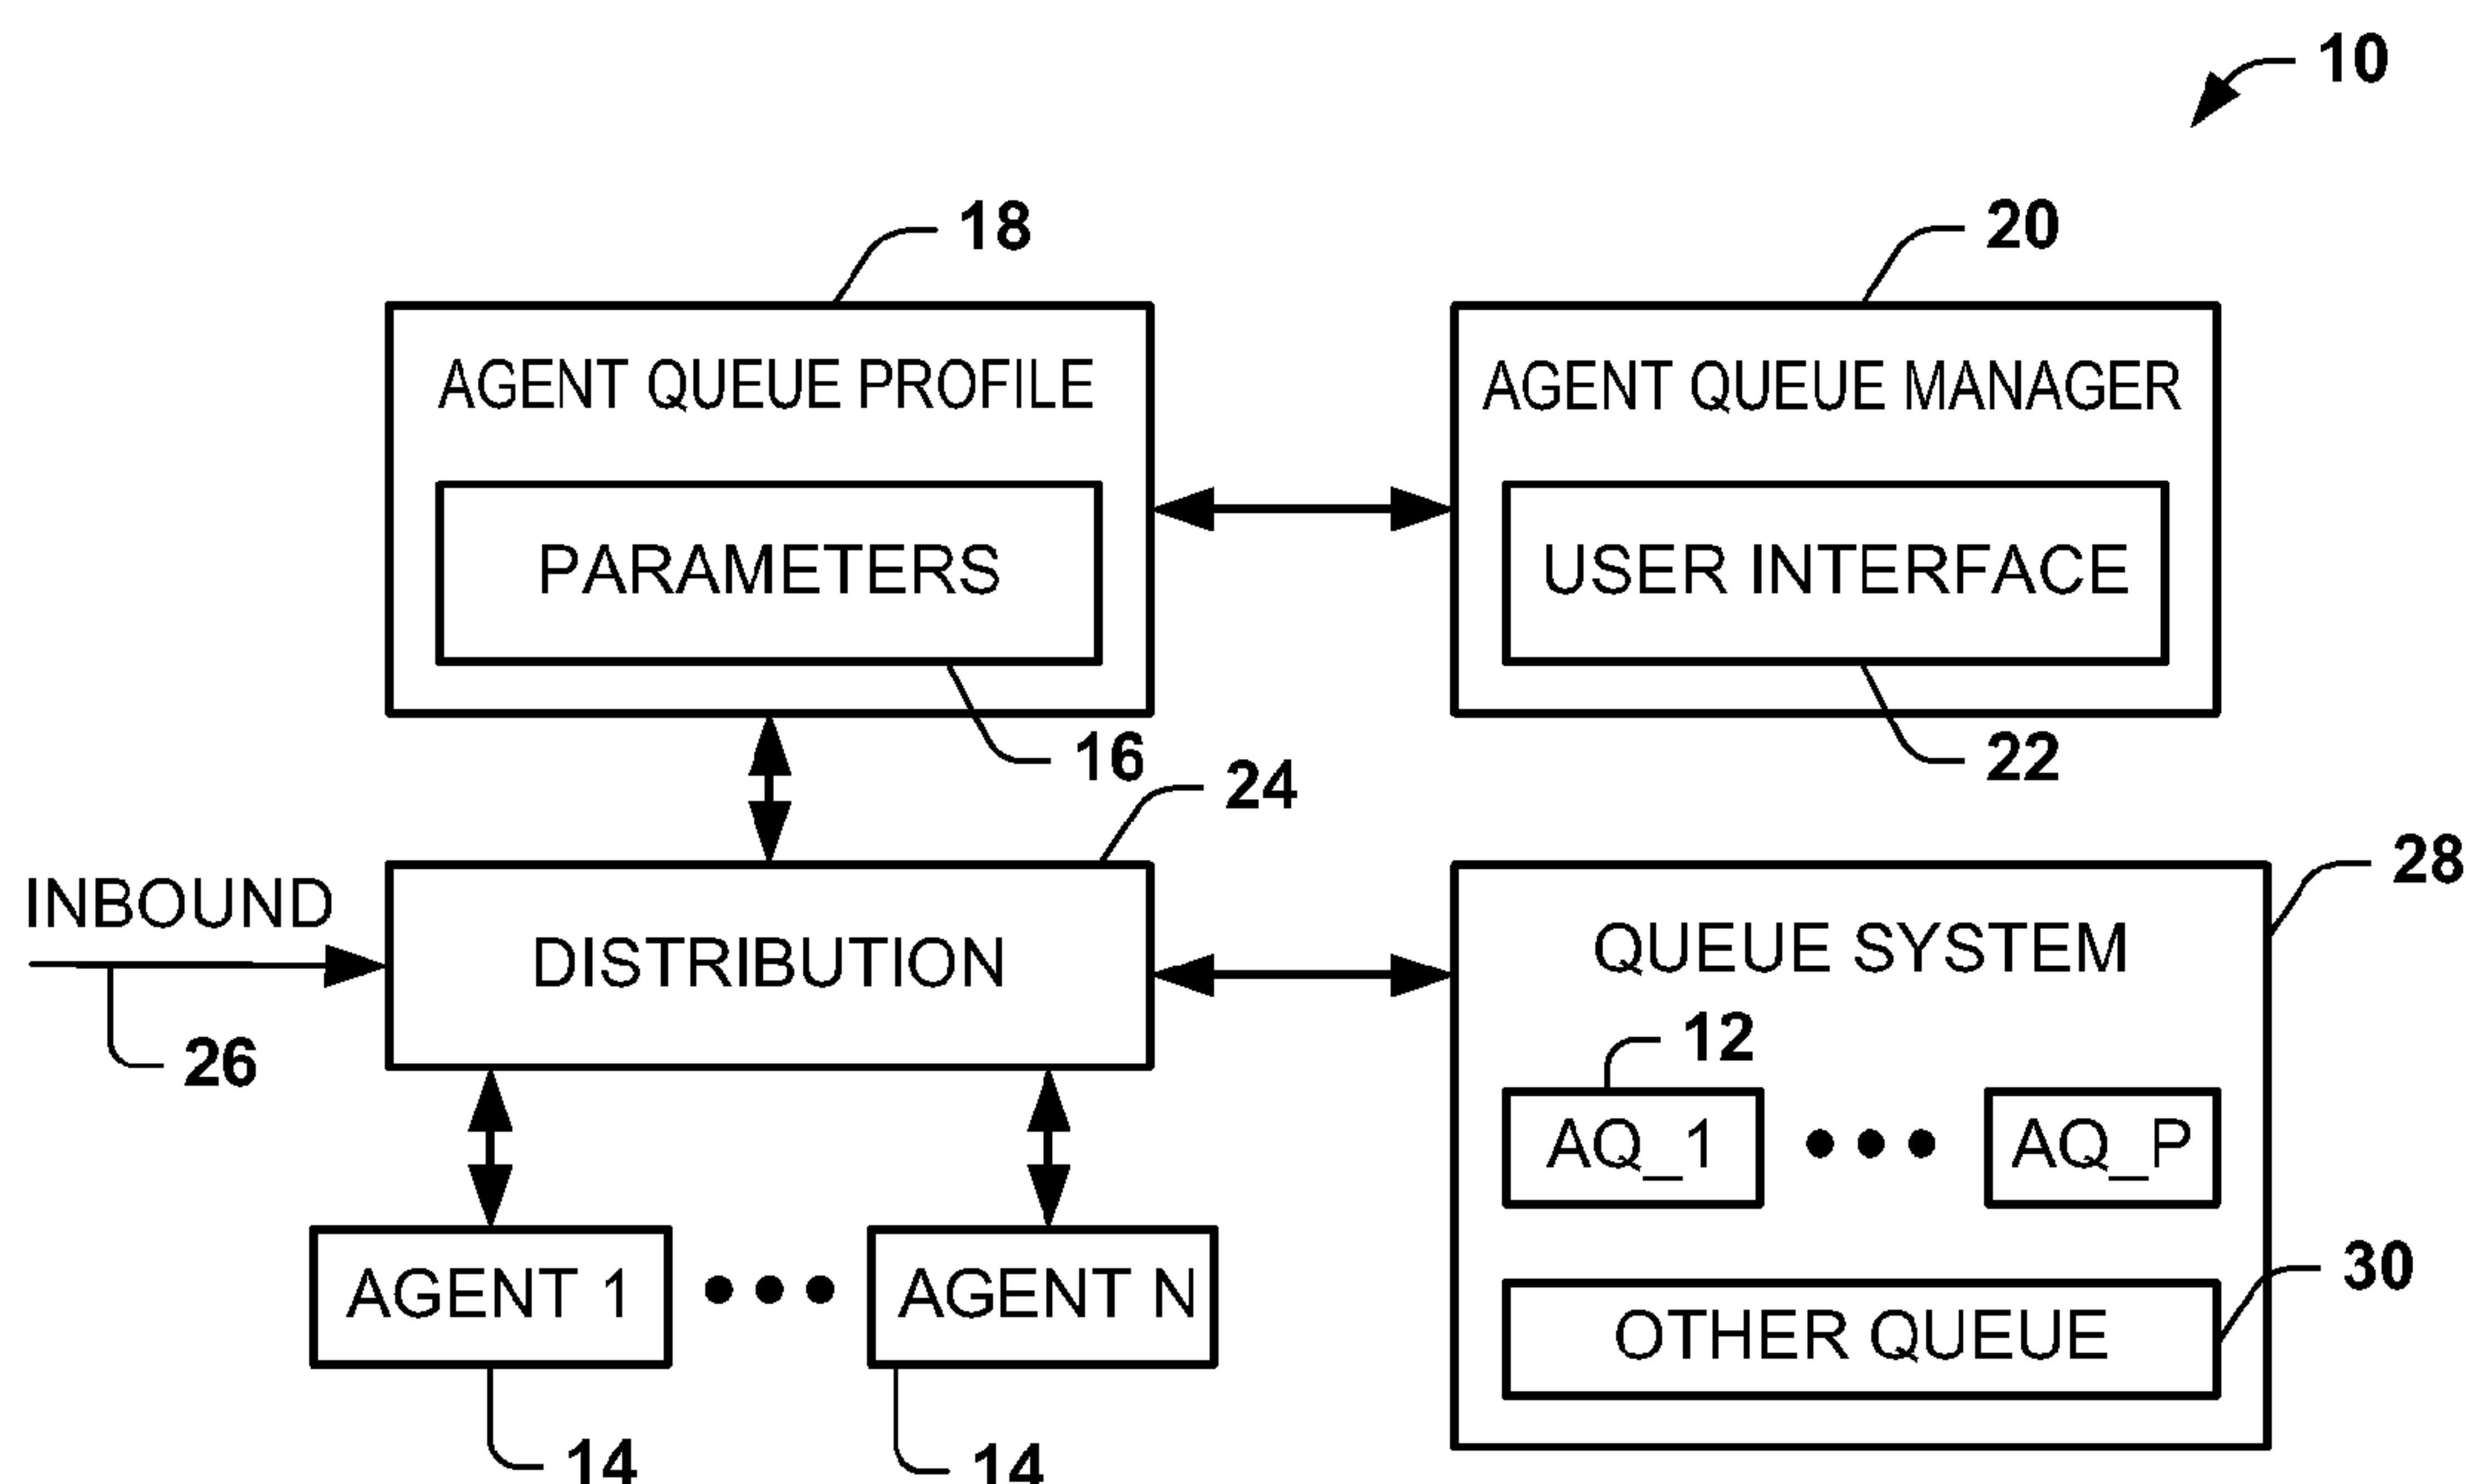 10
18
20
AGENT QUEUE PROFILE
AGENT QUEUE MANAGER
PARAMETERS
USER INTERFACE
16
22
24
28
INBOUND
DISTRIBUTION
QUEUE SYSTEM
26
12
AQ_1
AQ_P
AGENT 1
AGENT N
30
OTHER QUEUE
14
14